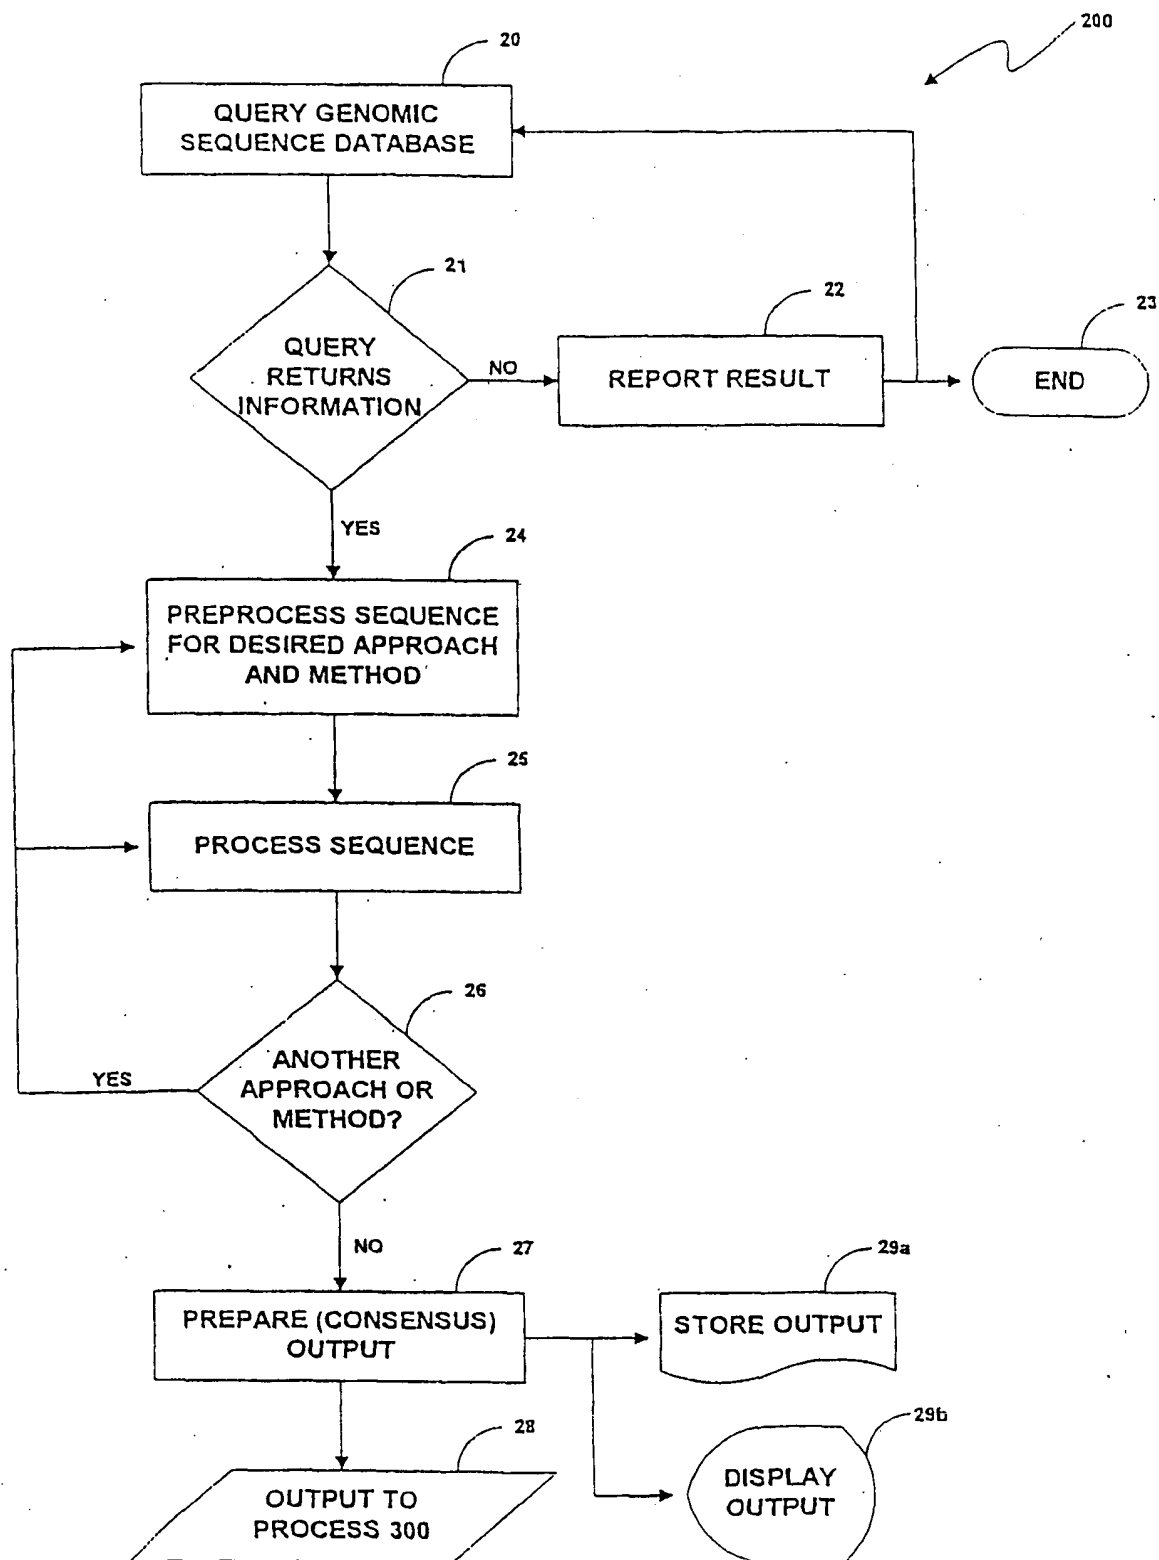 200
20
QUERY GENOMIC
SEQUENCE DATABASE
21
QUERY
RETURNS
INFORMATION
NO
22
REPORT RESULT
23
END
YES
24
PREPROCESS SEQUENCE
FOR DESIRED APPROACH
AND METHOD
25
PROCESS SEQUENCE
26
ANOTHER
APPROACH OR
METHOD?
YES
NO
27
PREPARE (CONSENSUS)
OUTPUT
29a
STORE OUTPUT
28
OUTPUT TO
PROCESS 300
29b
DISPLAY
OUTPUT